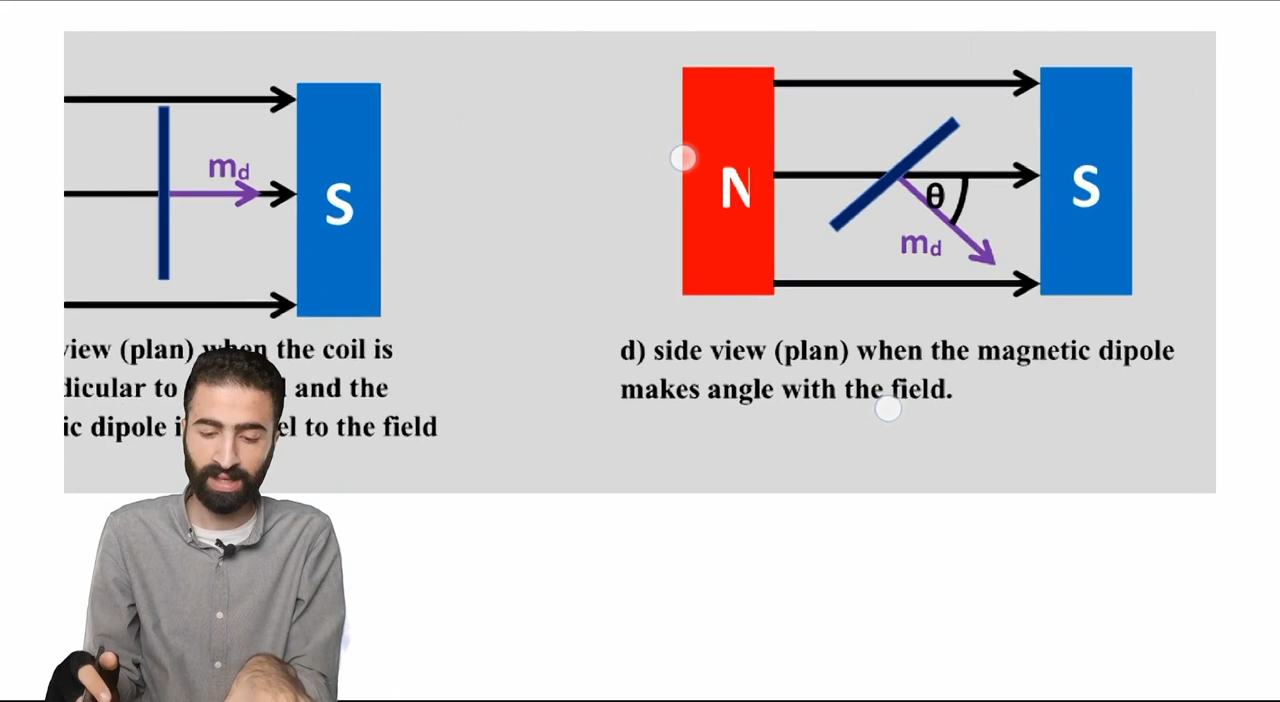 md
S
view (plan) when the coil is
dicular to and the
ic dipole i el to the field
N
θ
md
S
d) side view (plan) when the magnetic dipole
makes angle with the field.